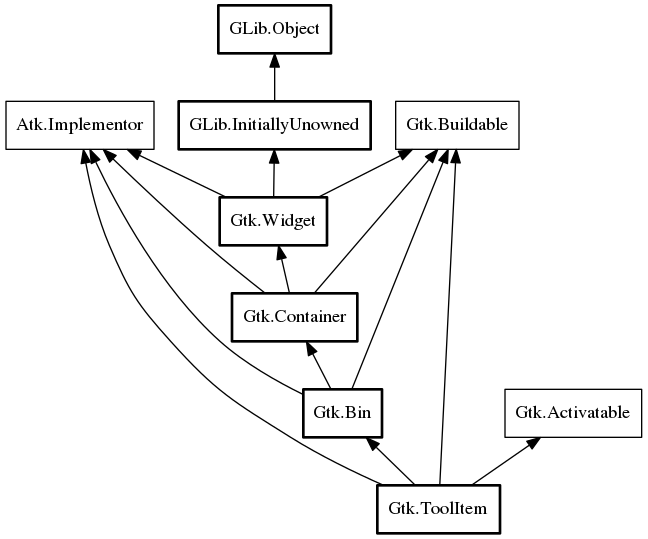 GLib.Object
Atk.Implementor
GLib.InitiallyUnowned
Gtk.Buildable
Gtk.Widget
Gtk.Container
Gtk.Bin
Gtk.Activatable
Gtk.ToolItem